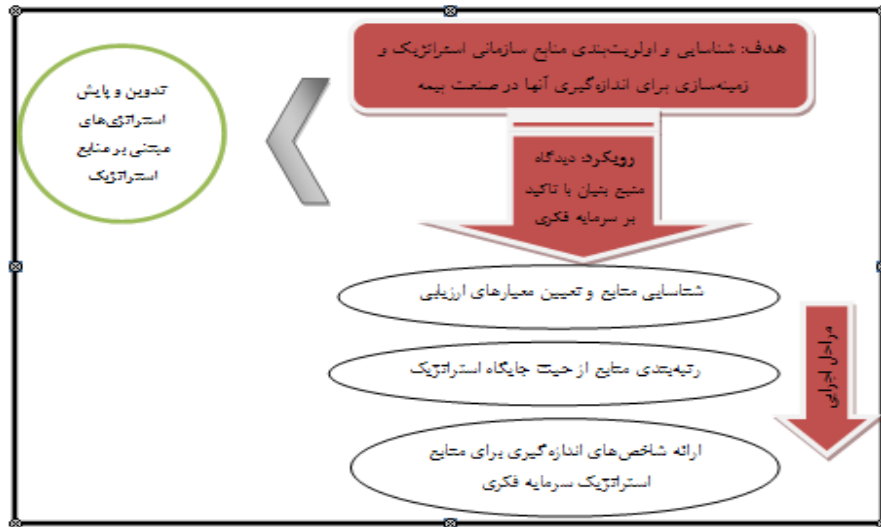 هدف: شناسایی و اولویت‌بندی منابع سازمانی استراتژیک و
زمینه‌سازی برای اندازه‌گیری آنها در صنعت بیمه
تدوین و پایش
استراتژی‌های
مبتنی بر منابع
استراتژیک
رویکرد: دیدگاه
منبع بنیان با تاکید
بر سرمایه فکری
شناسایی منابع و تعیین معیارهای ارزیابی
رتبه‌بندی منابع از حیث جایگاه استراتژیک
ارائه شاخص‌های اندازه‌گیری برای منابع
استراتژیک سرمایه فکری
مراحل اجرایی